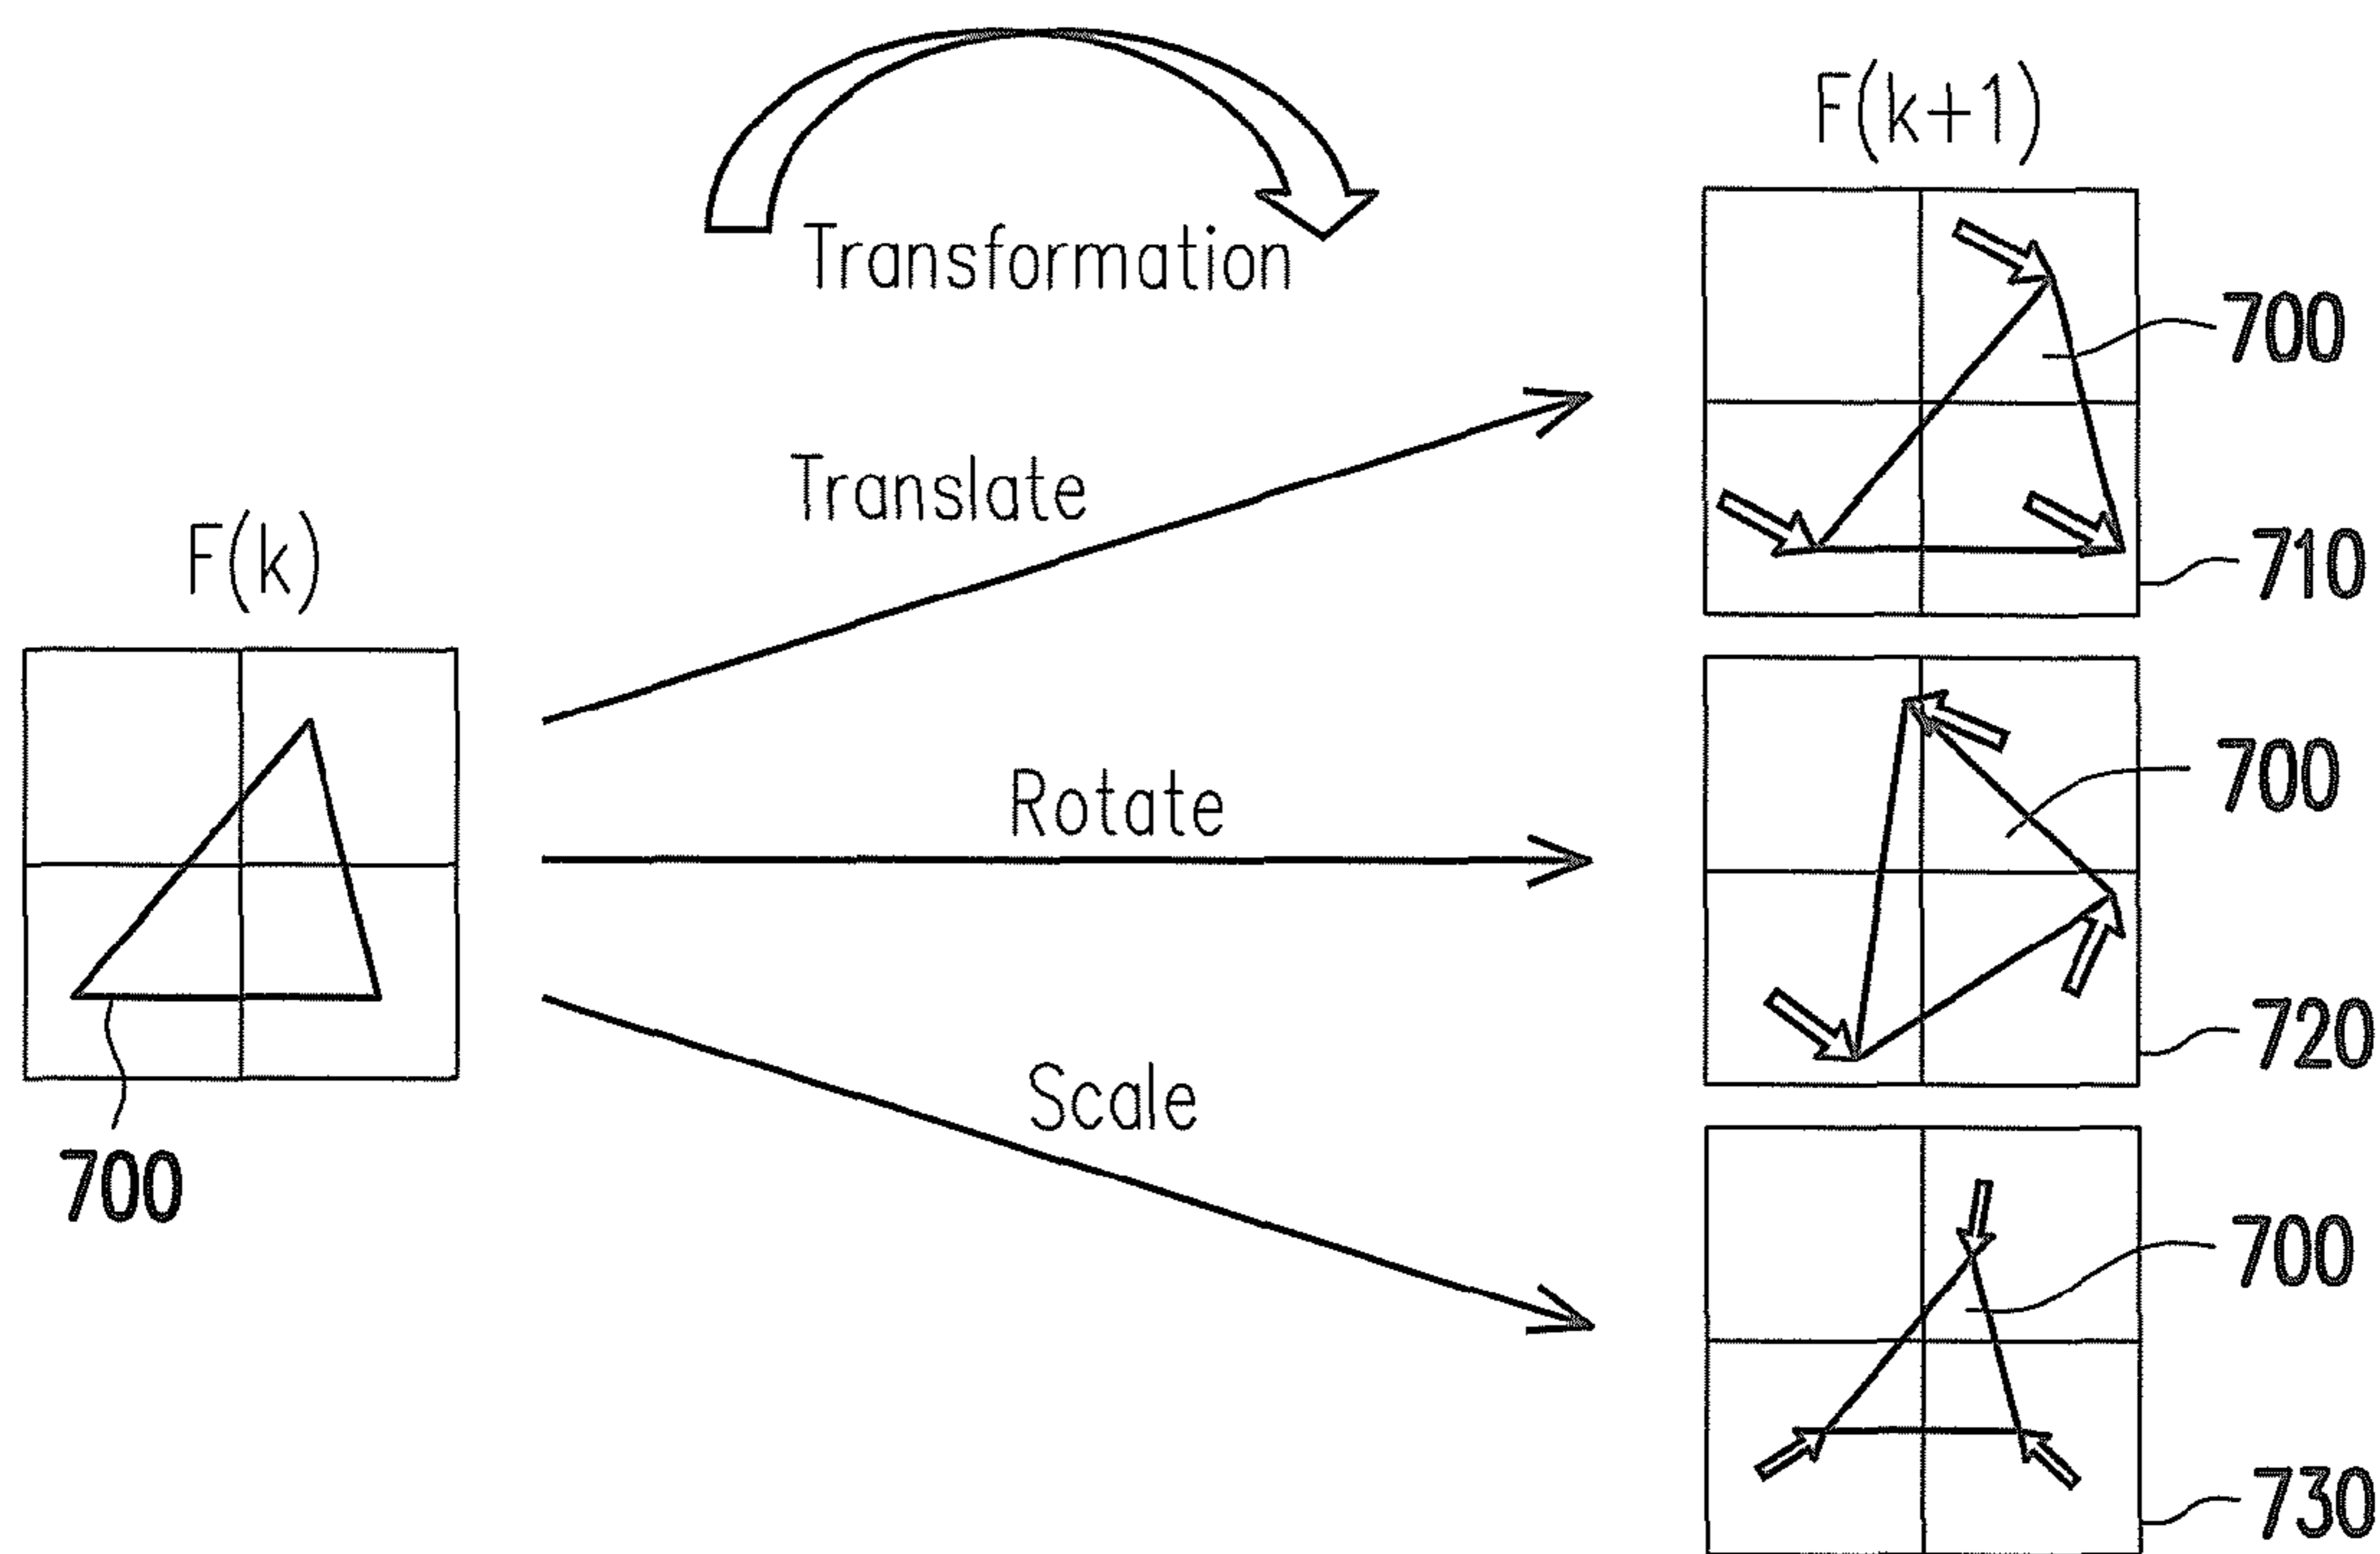 F(k+1)
Transformation
700
Translate
710
F(k)
700
Rotate
720
Scale
700
700
730